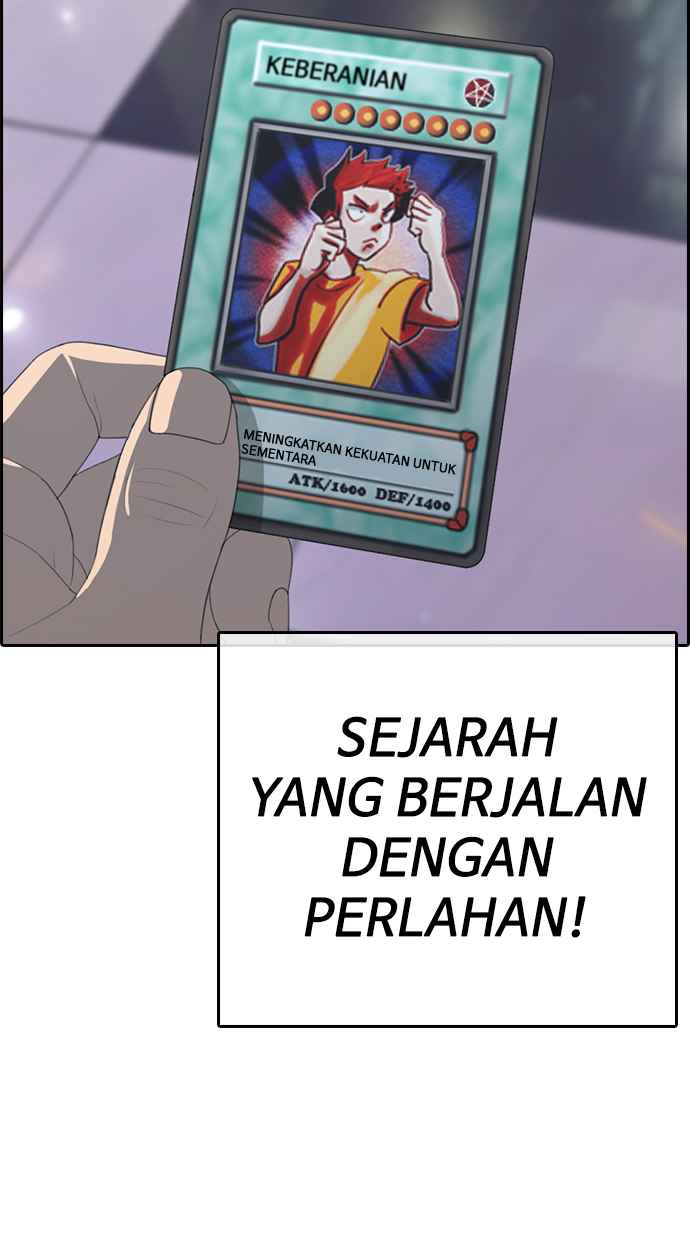 KEBERANIAN
MENINGKATKAN KEKUATAN UNTUK
SEMENTARA
ATK/1600 DEF/1400
SEJARAH
YANG BERJALAN
DENGAN
PERLAHAN!